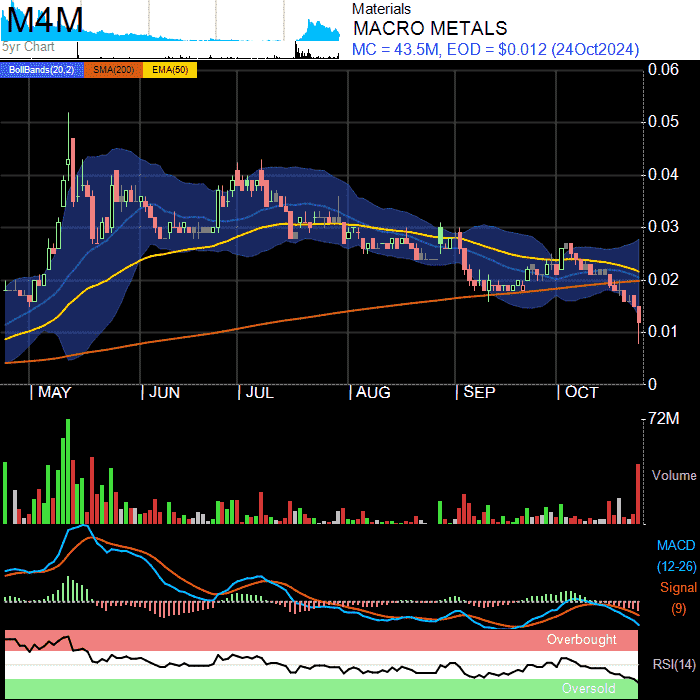 M4M
5yr Chart
Materials
MACRO METALS
MC = 43.5M, EOD = $0.012 (24Oct2024)
BollBands(20,2) SMA(200) EMA(50)
0.06
0.05
0.04
0.03
0.02
0.01
0
MAY JUN JUL AUG SEP OCT
72M
Volume
MACD
(12-26)
Signal
(9)
Overbought
RSI(14)
Oversold